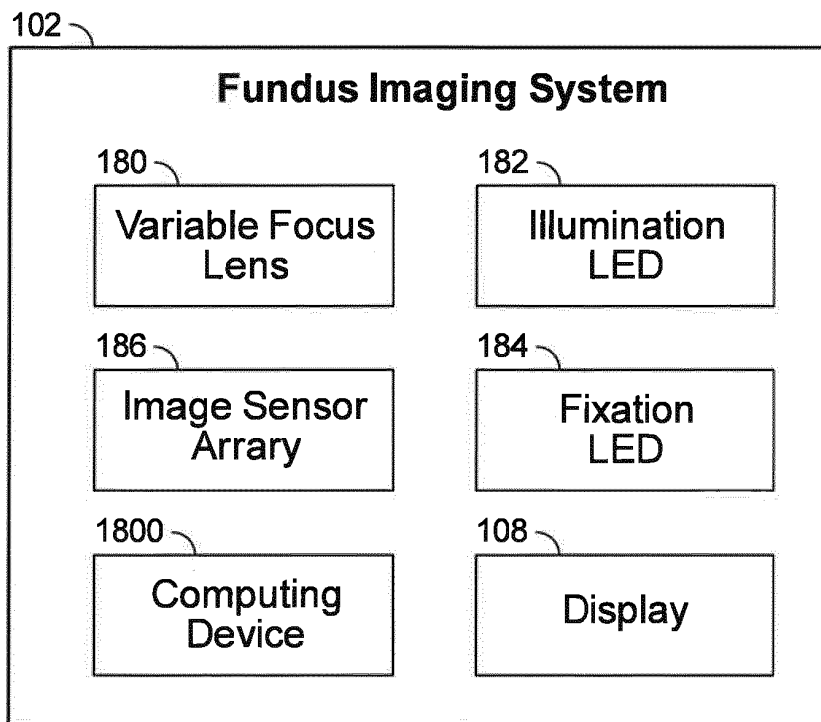 102
Fundus Imaging System
180
182
Variable Focus
Lens
Illumination
LED
186
184
Image Sensor
Arrary
Fixation
LED
1800
108
Computing
Device
Display